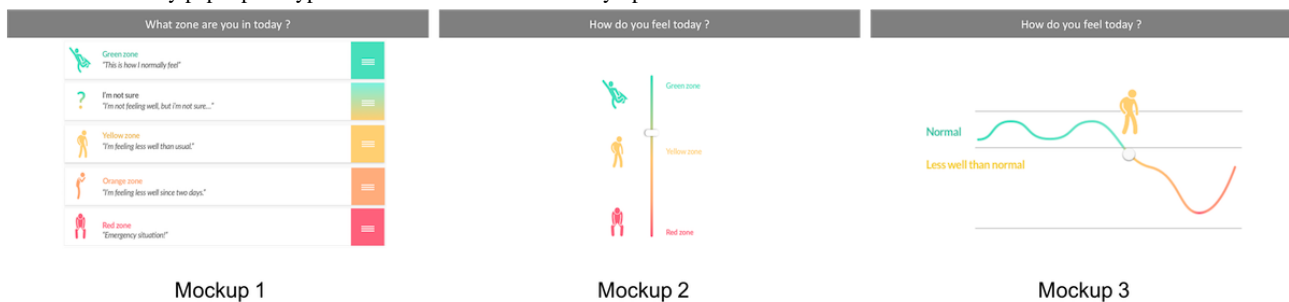 What zone are you in today ?
Green zone
"This is how I normally feel"
?
I'm not sure
"I'm not feeling well, but i'm not sure..."
Yellow zone
"I'm feeling less well than usual."
Orange zone
"I'm feeling less well since two days."
Red zone
"Emergency situation!"
Mockup 1
How do you feel today ?
Green zone
Yellow zone
Red zone
Mockup 2
How do you feel today ?
Normal
Less well than normal
Mockup 3